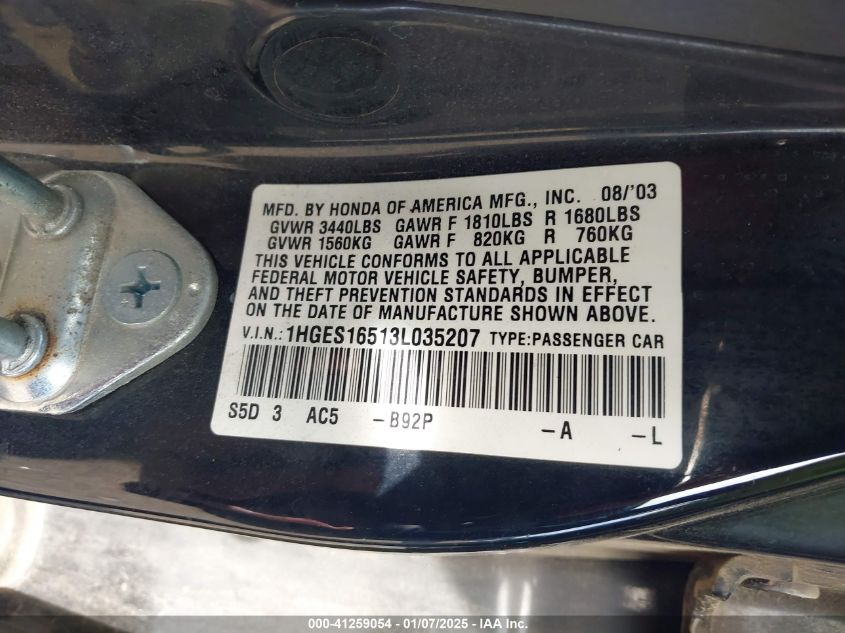 MFD. BY HONDA OF AMERICA MFG., INC. 08/'03
GVWR 3440LBS GAWR F 1810LBS R 1680LBS
GVWR 1560KG GAWR F 820KG R 760KG
THIS VEHICLE CONFORMS TO ALL APPLICABLE
FEDERAL MOTOR VEHICLE SAFETY, BUMPER,
AND THEFT PREVENTION STANDARDS IN EFFECT
ON THE DATE OF MANUFACTURE SHOWN ABOVE.
V.I.N.: 1HGES16513L035207 TYPE:PASSENGER CAR
S5D 3 AC5 -B92P -A -L
000-41259054 - 01/07/2025 - IAA Inc.